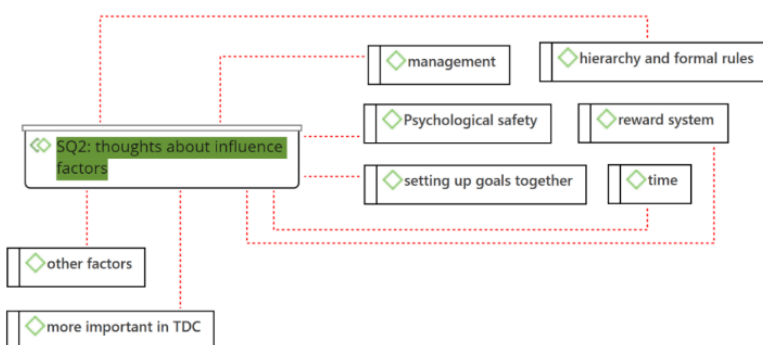 management
hierarchy and formal rules
Psychological safety
reward system
SQ2: thoughts about influence
factors
setting up goals together
time
other factors
more important in TDC